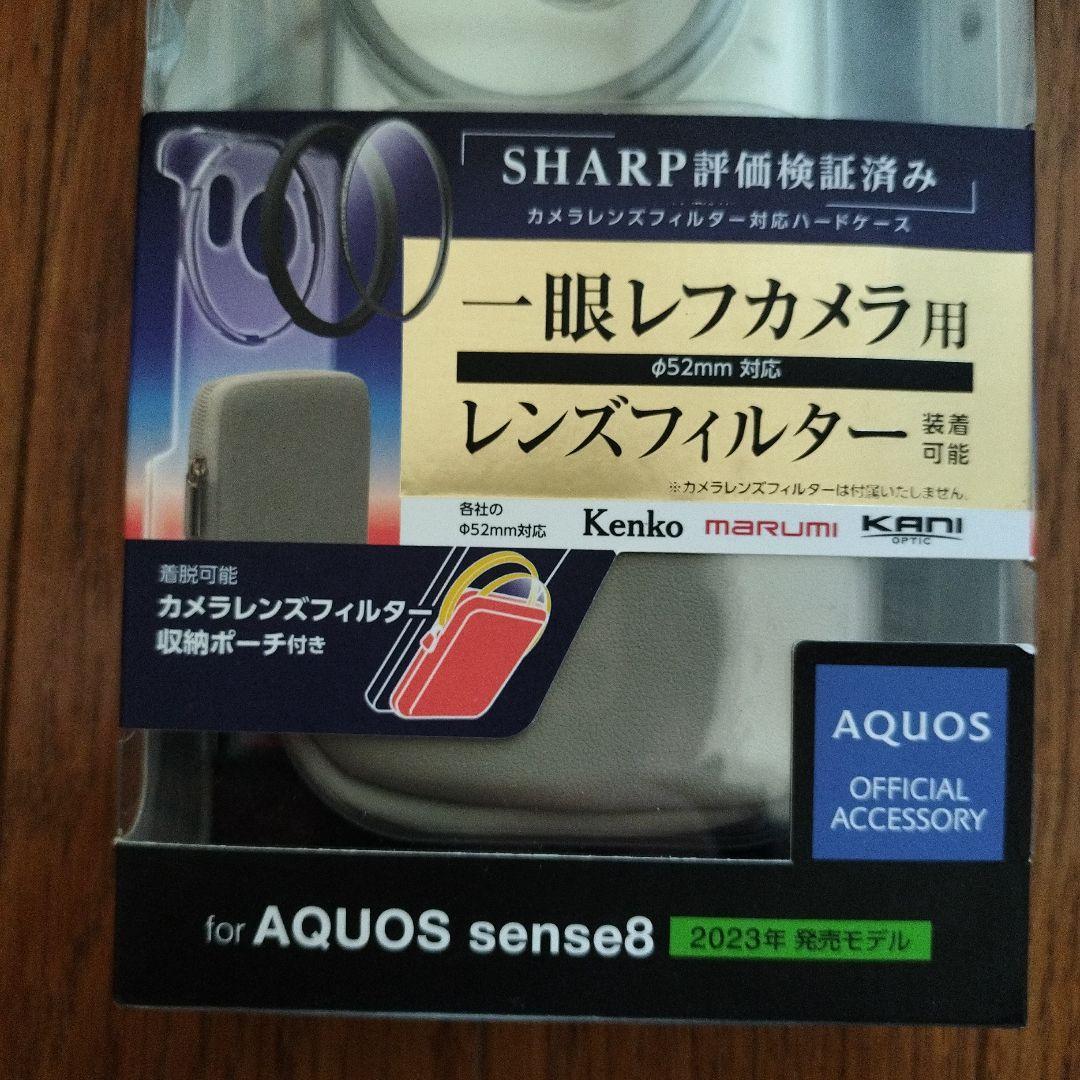 SHARP評価検証済み
カメラレンズフィルター対応ハードケース
一眼レフカメラ用
φ52mm 対応
レンズフィルター 装着可能
※カメラレンズフィルターは付属いたしません。
各社の
Φ52mm対応
Kenko marumi KANI
OPTIC
着脱可能
カメラレンズフィルター
収納ポーチ付き
AQUOS
OFFICIAL
ACCESSORY
for AQUOS sense8 2023年 発売モデル